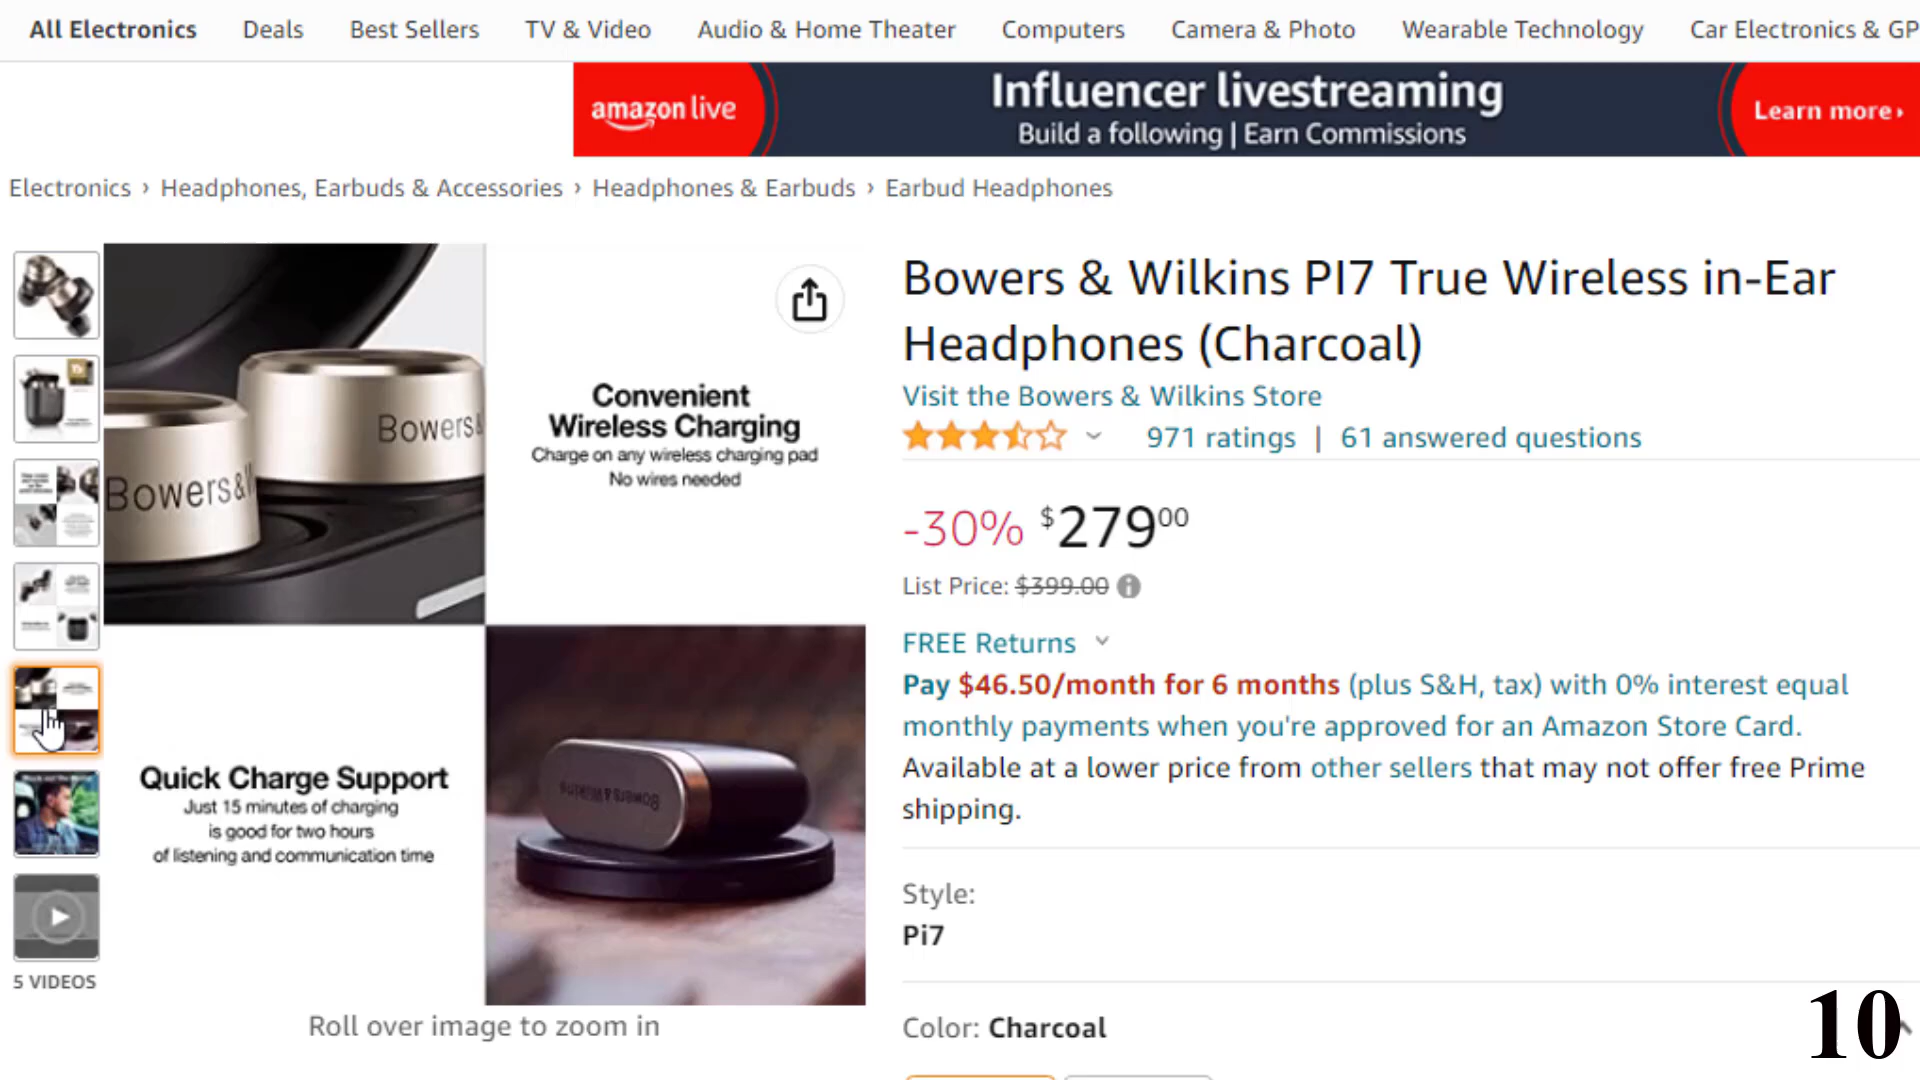 All Electronics Deals Best Sellers TV & Video Audio & Home Theater Computers Camera & Photo Wearable Technology Car Electronics & GP
amazon live
Influencer livestreaming
Build a following | Earn Commissions
Learn more ›
Electronics › Headphones, Earbuds & Accessories › Headphones & Earbuds › Earbud Headphones
Bowers & Wilkins PI7 True Wireless in-Ear
Headphones (Charcoal)
Visit the Bowers & Wilkins Store
971 ratings | 61 answered questions
-30% $27900
List Price: $399.00
FREE Returns
Pay $46.50/month for 6 months (plus S&H, tax) with 0% interest equal
monthly payments when you're approved for an Amazon Store Card.
Available at a lower price from other sellers that may not offer free Prime
shipping.
Style:
Pi7
Color: Charcoal
Bowers&
Bowers&W
Convenient
Wireless Charging
Charge on any wireless charging pad
No wires needed
Quick Charge Support
Just 15 minutes of charging
is good for two hours
of listening and communication time
Bowers&Wilkins
5 VIDEOS
Roll over image to zoom in
10